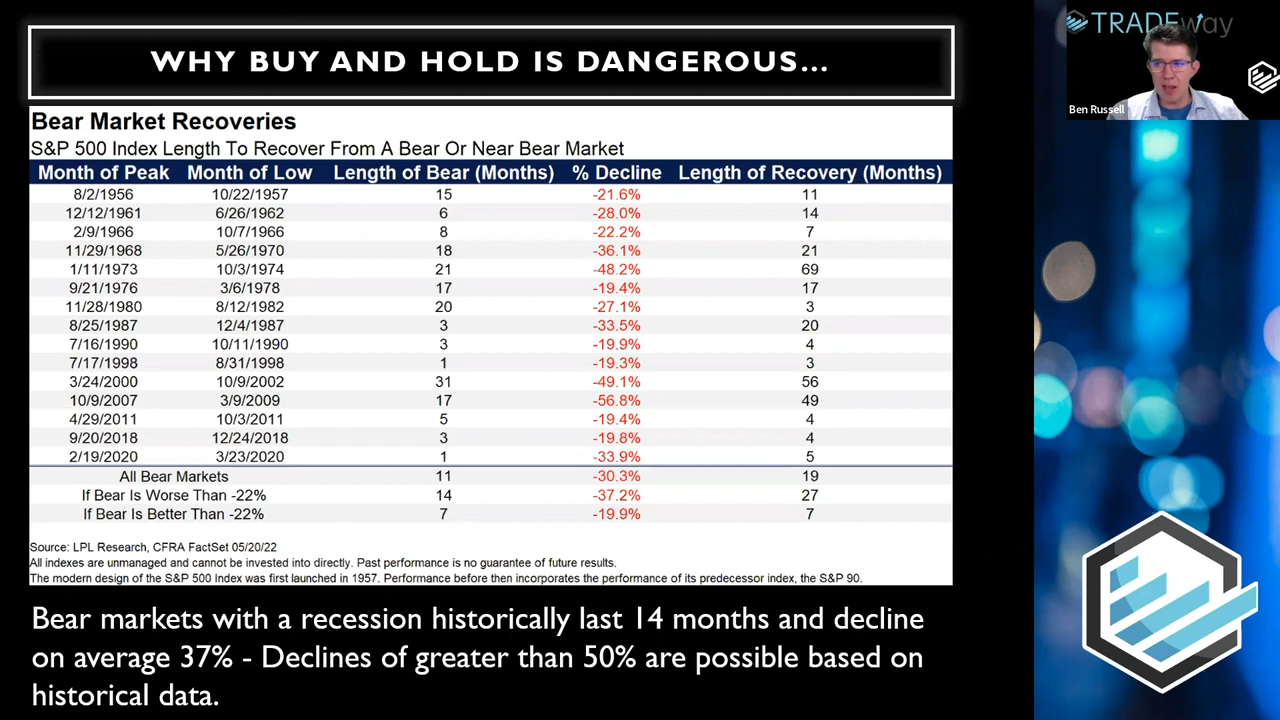 WHY BUY AND HOLD IS DANGEROUS...
TRADEway
Ben Russell
Bear Market Recoveries
S&P 500 Index Length To Recover From A Bear Or Near Bear Market
Month of Peak Month of Low Length of Bear (Months) % Decline Length of Recovery (Months)
8/2/1956 10/22/1957 15 -21.6% 11
12/12/1961 6/26/1962 6 -28.0% 14
2/9/1966 10/7/1966 8 -22.2% 7
11/29/1968 5/26/1970 18 -36.1% 21
1/11/1973 10/3/1974 21 -48.2% 69
9/21/1976 3/6/1978 17 -19.4% 17
11/28/1980 8/12/1982 20 -27.1% 3
8/25/1987 12/4/1987 3 -33.5% 20
7/16/1990 10/11/1990 3 -19.9% 4
7/17/1998 8/31/1998 1 -19.3% 3
3/24/2000 10/9/2002 31 -49.1% 56
10/9/2007 3/9/2009 17 -56.8% 49
4/29/2011 10/3/2011 5 -19.4% 4
9/20/2018 12/24/2018 3 -19.8% 4
2/19/2020 3/23/2020 1 -33.9% 5
All Bear Markets 11 -30.3% 19
If Bear Is Worse Than -22% 14 -37.2% 27
If Bear Is Better Than -22% 7 -19.9% 7
Source: LPL Research, CFRA FactSet 05/20/22
All indexes are unmanaged and cannot be invested into directly. Past performance is no guarantee of future results.
The modern design of the S&P 500 Index was first launched in 1957. Performance before then incorporates the performance of its predecessor index, the S&P 90.
Bear markets with a recession historically last 14 months and decline
on average 37% - Declines of greater than 50% are possible based on
historical data.